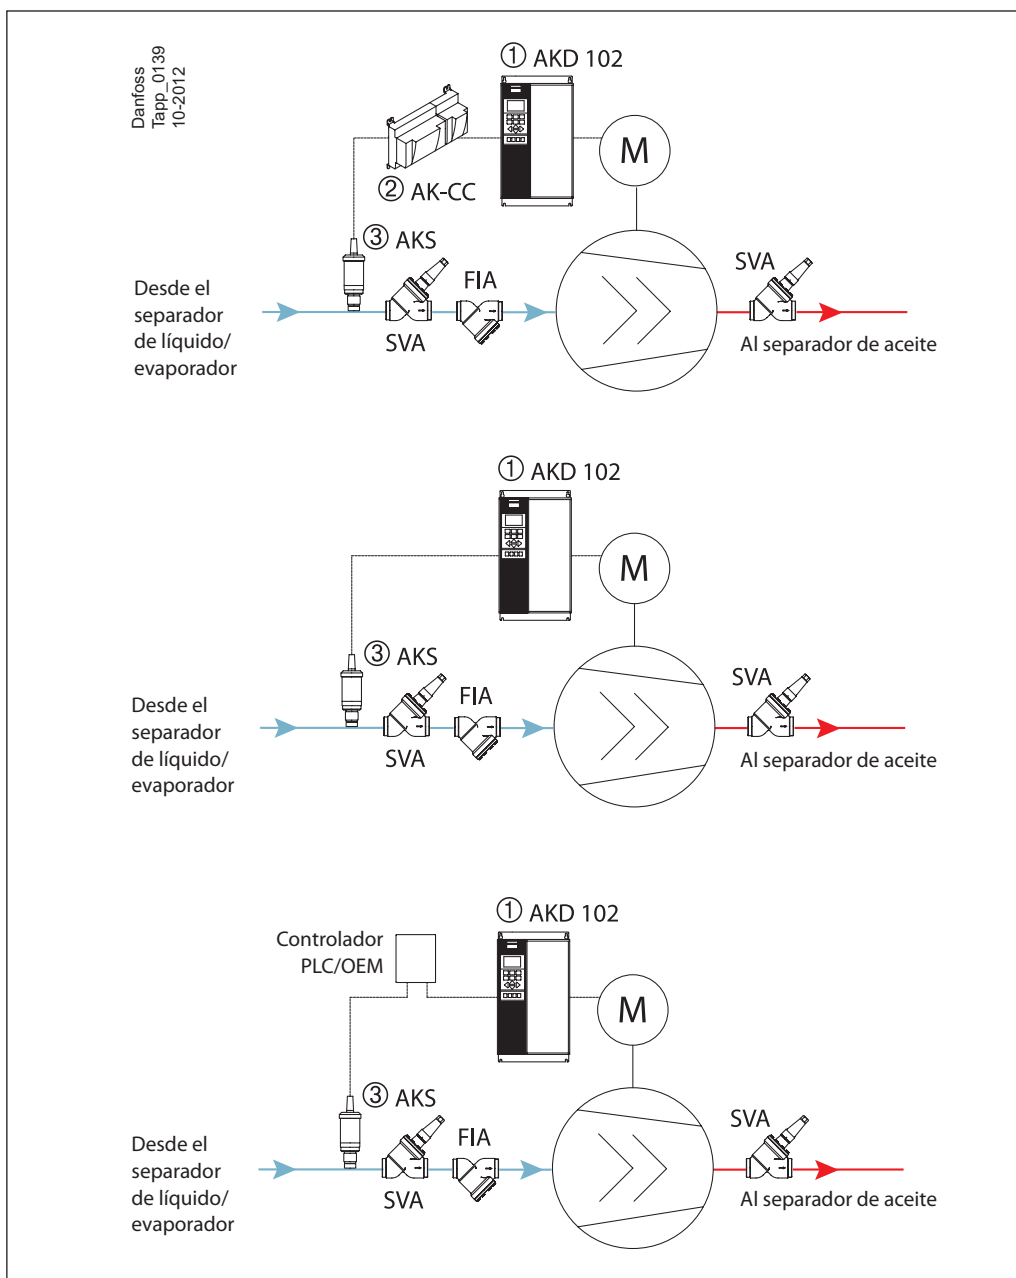 Danfoss
Tapp_0139
10-2012
① AKD 102
M
② AK-CC
③ AKS
FIA
SVA
SVA
Desde el
separador
de líquido/
evaporador
Al separador de aceite
① AKD 102
M
③ AKS
FIA
SVA
SVA
Desde el
separador
de líquido/
evaporador
Al separador de aceite
① AKD 102
Controlador
PLC/OEM
M
③ AKS
FIA
SVA
SVA
Desde el
separador
de líquido/
evaporador
Al separador de aceite